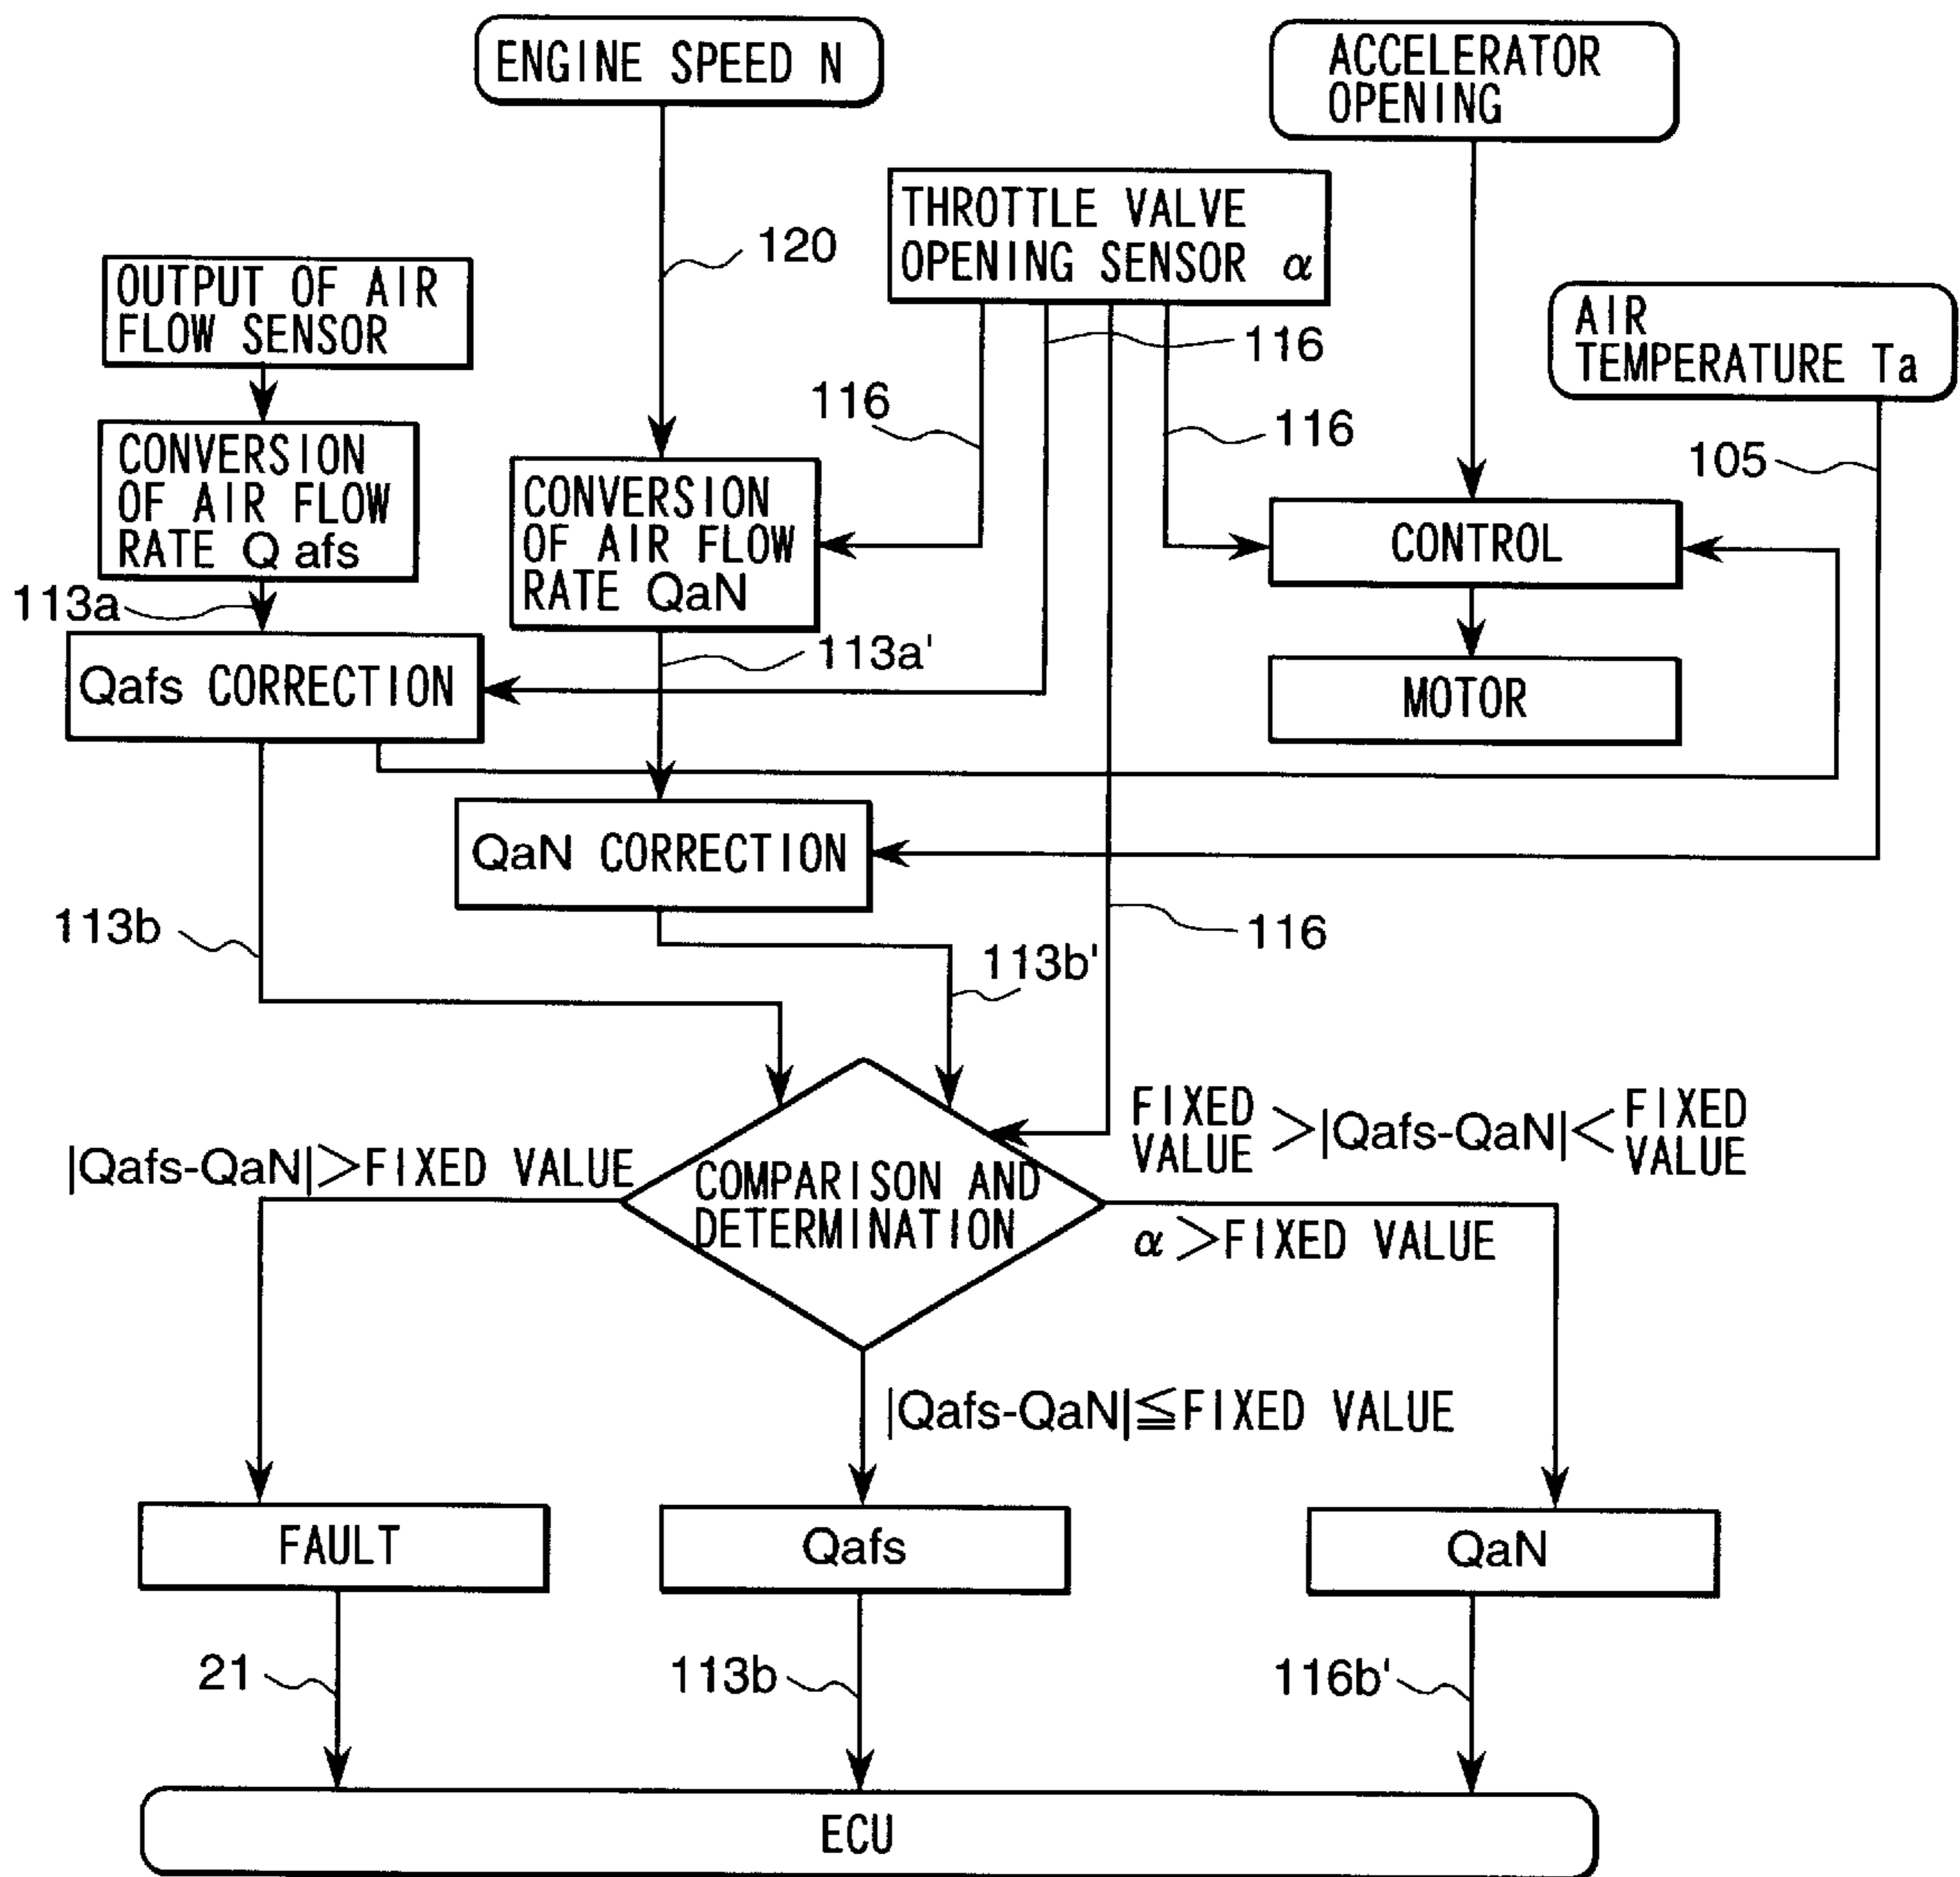 ENGINE SPEED N
ACCELERATOR
OPENING
THROTTLE VALVE
OPENING SENSOR α
120
OUTPUT OF AIR
FLOW SENSOR
AIR
TEMPERATURE Ta
116
116
116
105
CONVERSION
OF AIR FLOW
RATE Q afs
CONVERSION
OF AIR FLOW
RATE QaN
CONTROL
113a
113a'
Qafs CORRECTION
MOTOR
QaN CORRECTION
113b
116
113b'
FIXED
VALUE >|Qafs-QaN|< FIXED
VALUE
|Qafs-QaN|>FIXED VALUE
COMPARISON AND
DETERMINATION
α>FIXED VALUE
|Qafs-QaN|≦FIXED VALUE
FAULT
Qafs
QaN
21
113b
116b'
ECU